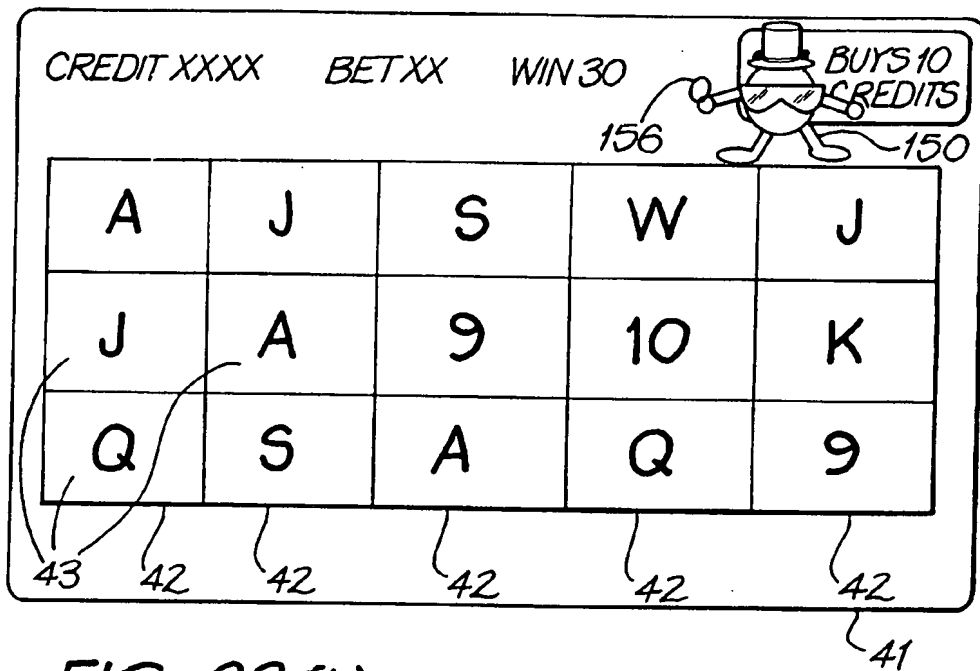 CREDIT XXXX BET XX WIN 30 BUYS 10
CREDITS
156
150
A J S W J
J A 9 10 K
Q S A Q 9
43 42 42 42 42 42
41